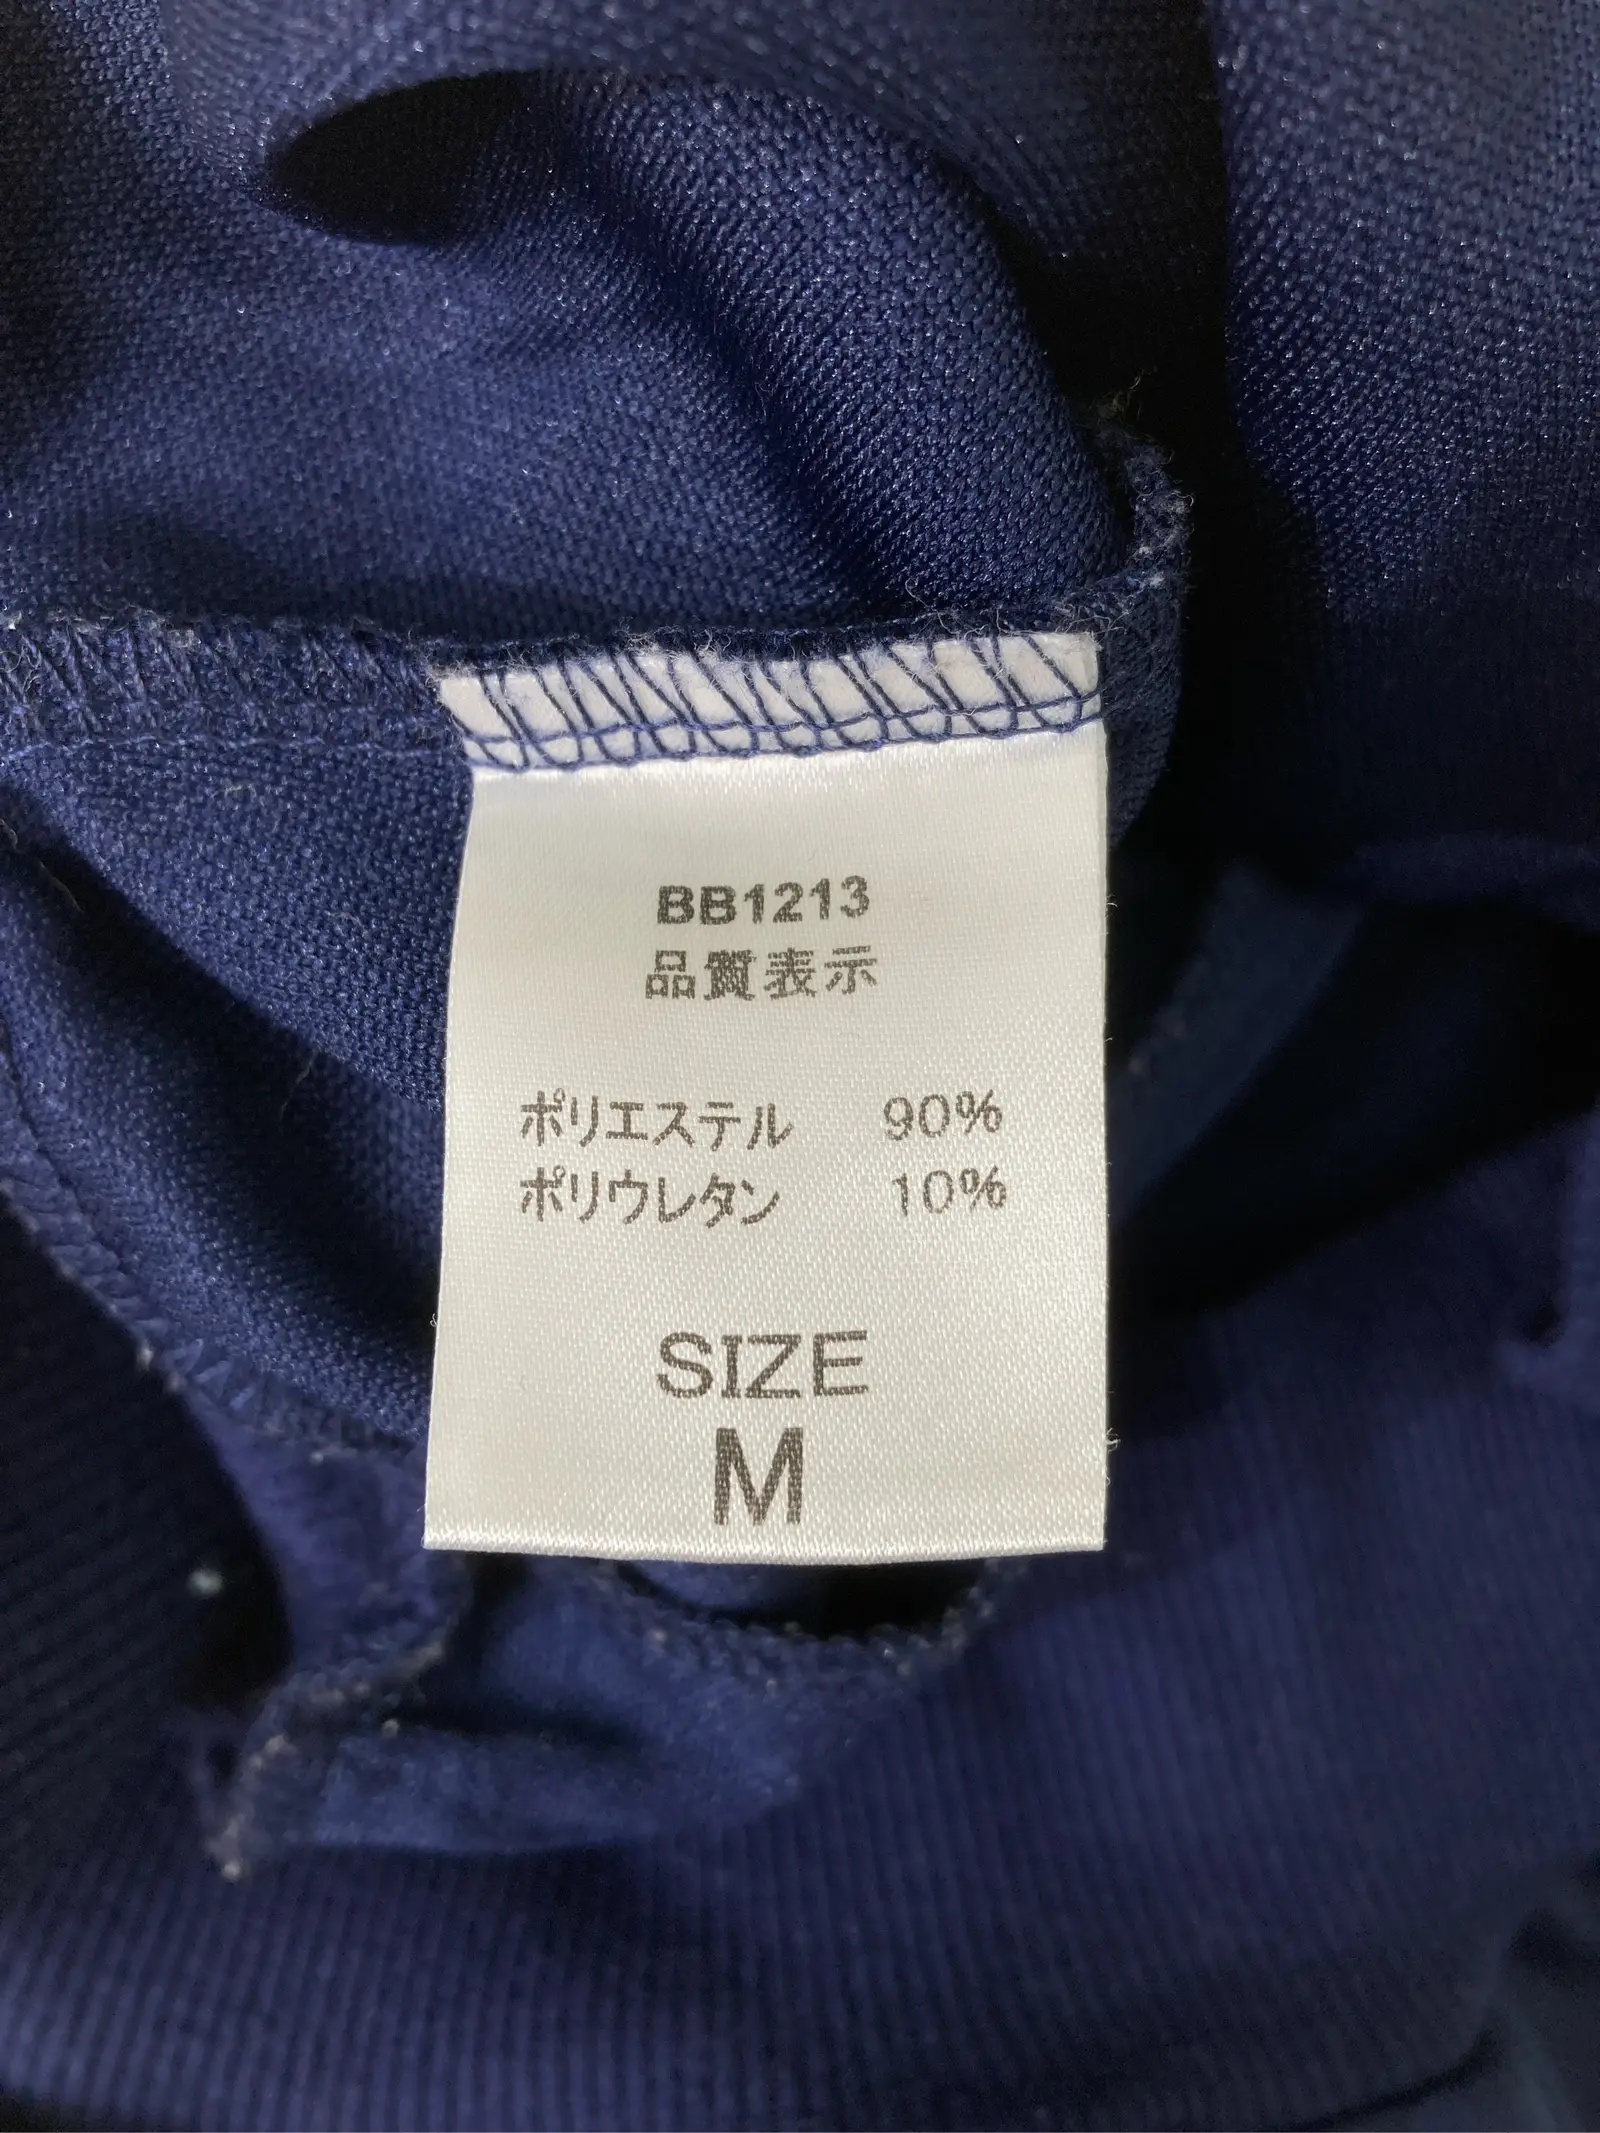 BB1213
品質表示
ポリエステル 90%
ポリウレタン 10%
SIZE
M